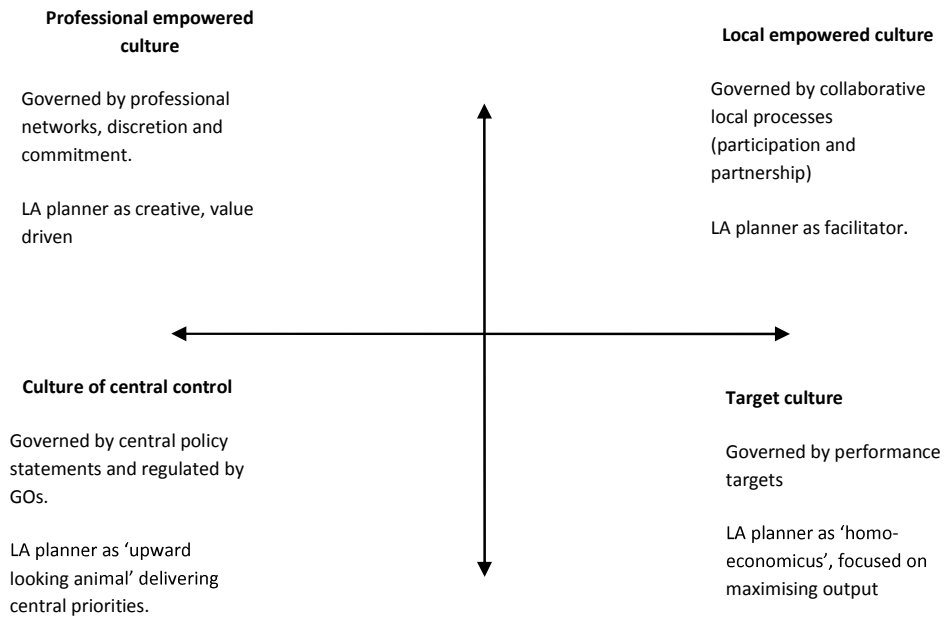 Professional empowered
culture
Governed by professional
networks, discretion and
commitment.
LA planner as creative, value
driven
Local empowered culture
Governed by collaborative
local processes
(participation and
partnership)
LA planner as facilitator.
Culture of central control
Governed by central policy
statements and regulated by
GOs.
LA planner as ‘upward
looking animal’ delivering
central priorities.
Target culture
Governed by performance
targets
LA planner as ‘homo-
economicus’, focused on
maximising output